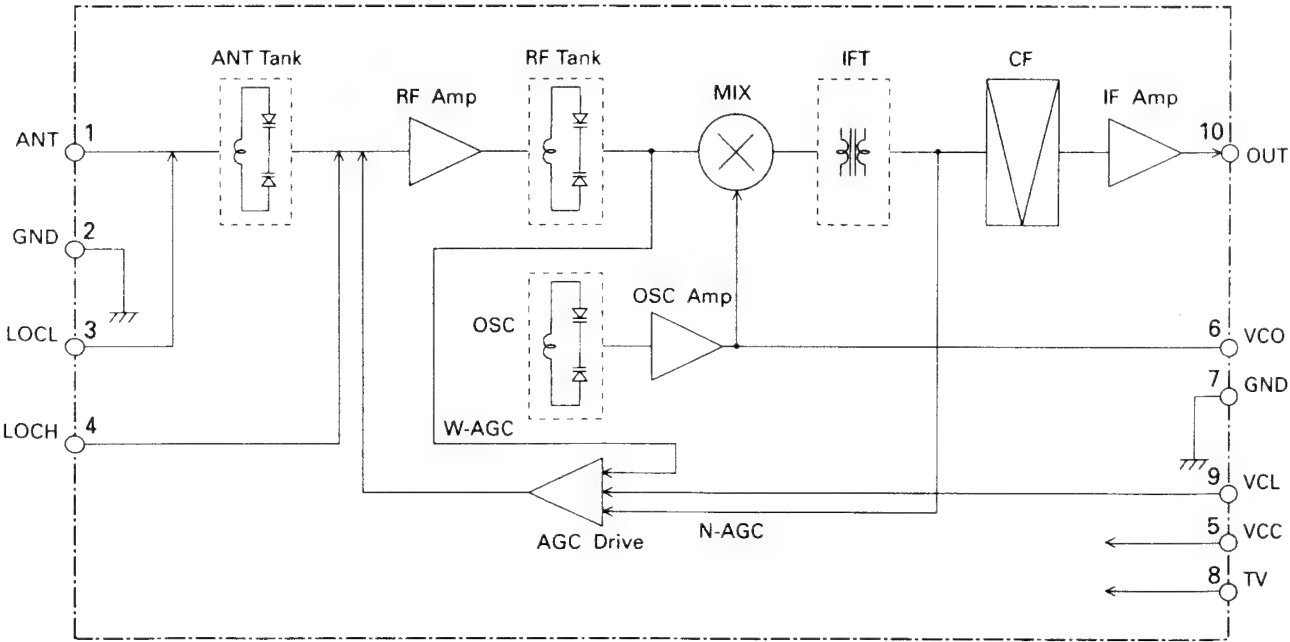 ANT Tank
RF Tank
IFT
CF
RF Amp
MIX
IF Amp
ANT
1
10
OUT
GND
2
OSC
OSC Amp
LOCL
3
6
VCO
7
GND
LOCH
4
W-AGC
9
VCL
N-AGC
AGC Drive
5
VCC
8
TV